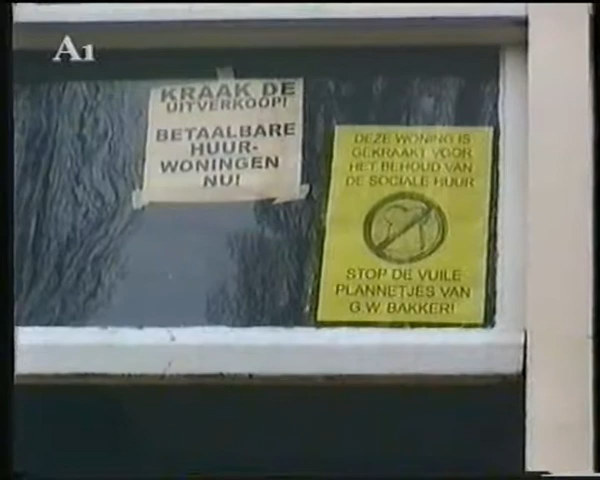 A1
KRAAK DE
UITVERKOOP!
BETAALBARE
HUUR-
WONINGEN
NU!
DEZE WONING IS
GEKRAAKT VOOR
HET BEHOUD VAN
DE SOCIALE HUUR
STOP DE VUILE
PLANNETJES VAN
G.W. BAKKER!